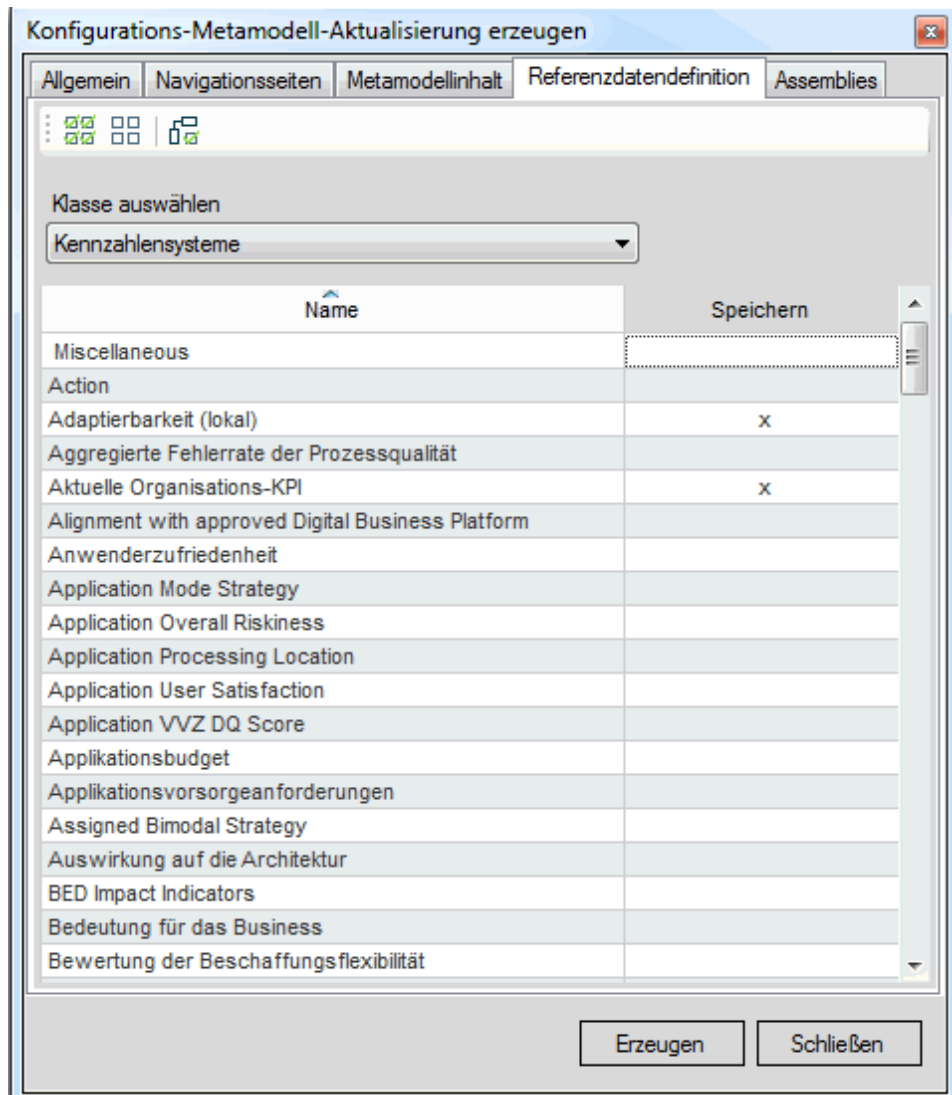 Konfigurations-Metamodell-Aktualisierung erzeugen
Allgemein Navigationsseiten Metamodellinhalt Referenzdatendefinition Assemblies
Klasse auswählen
Kennzahlensysteme
Name Speichern
Miscellaneous
Action
Adaptierbarkeit (lokal) x
Aggregierte Fehlerrate der Prozessqualität
Aktuelle Organisations-KPI x
Alignment with approved Digital Business Platform
Anwenderzufriedenheit
Application Mode Strategy
Application Overall Riskiness
Application Processing Location
Application User Satisfaction
Application VVZ DQ Score
Applikationsbudget
Applikationsvorsorgeanforderungen
Assigned Bimodal Strategy
Auswirkung auf die Architektur
BED Impact Indicators
Bedeutung für das Business
Bewertung der Beschaffungsflexibilität
Erzeugen Schließen